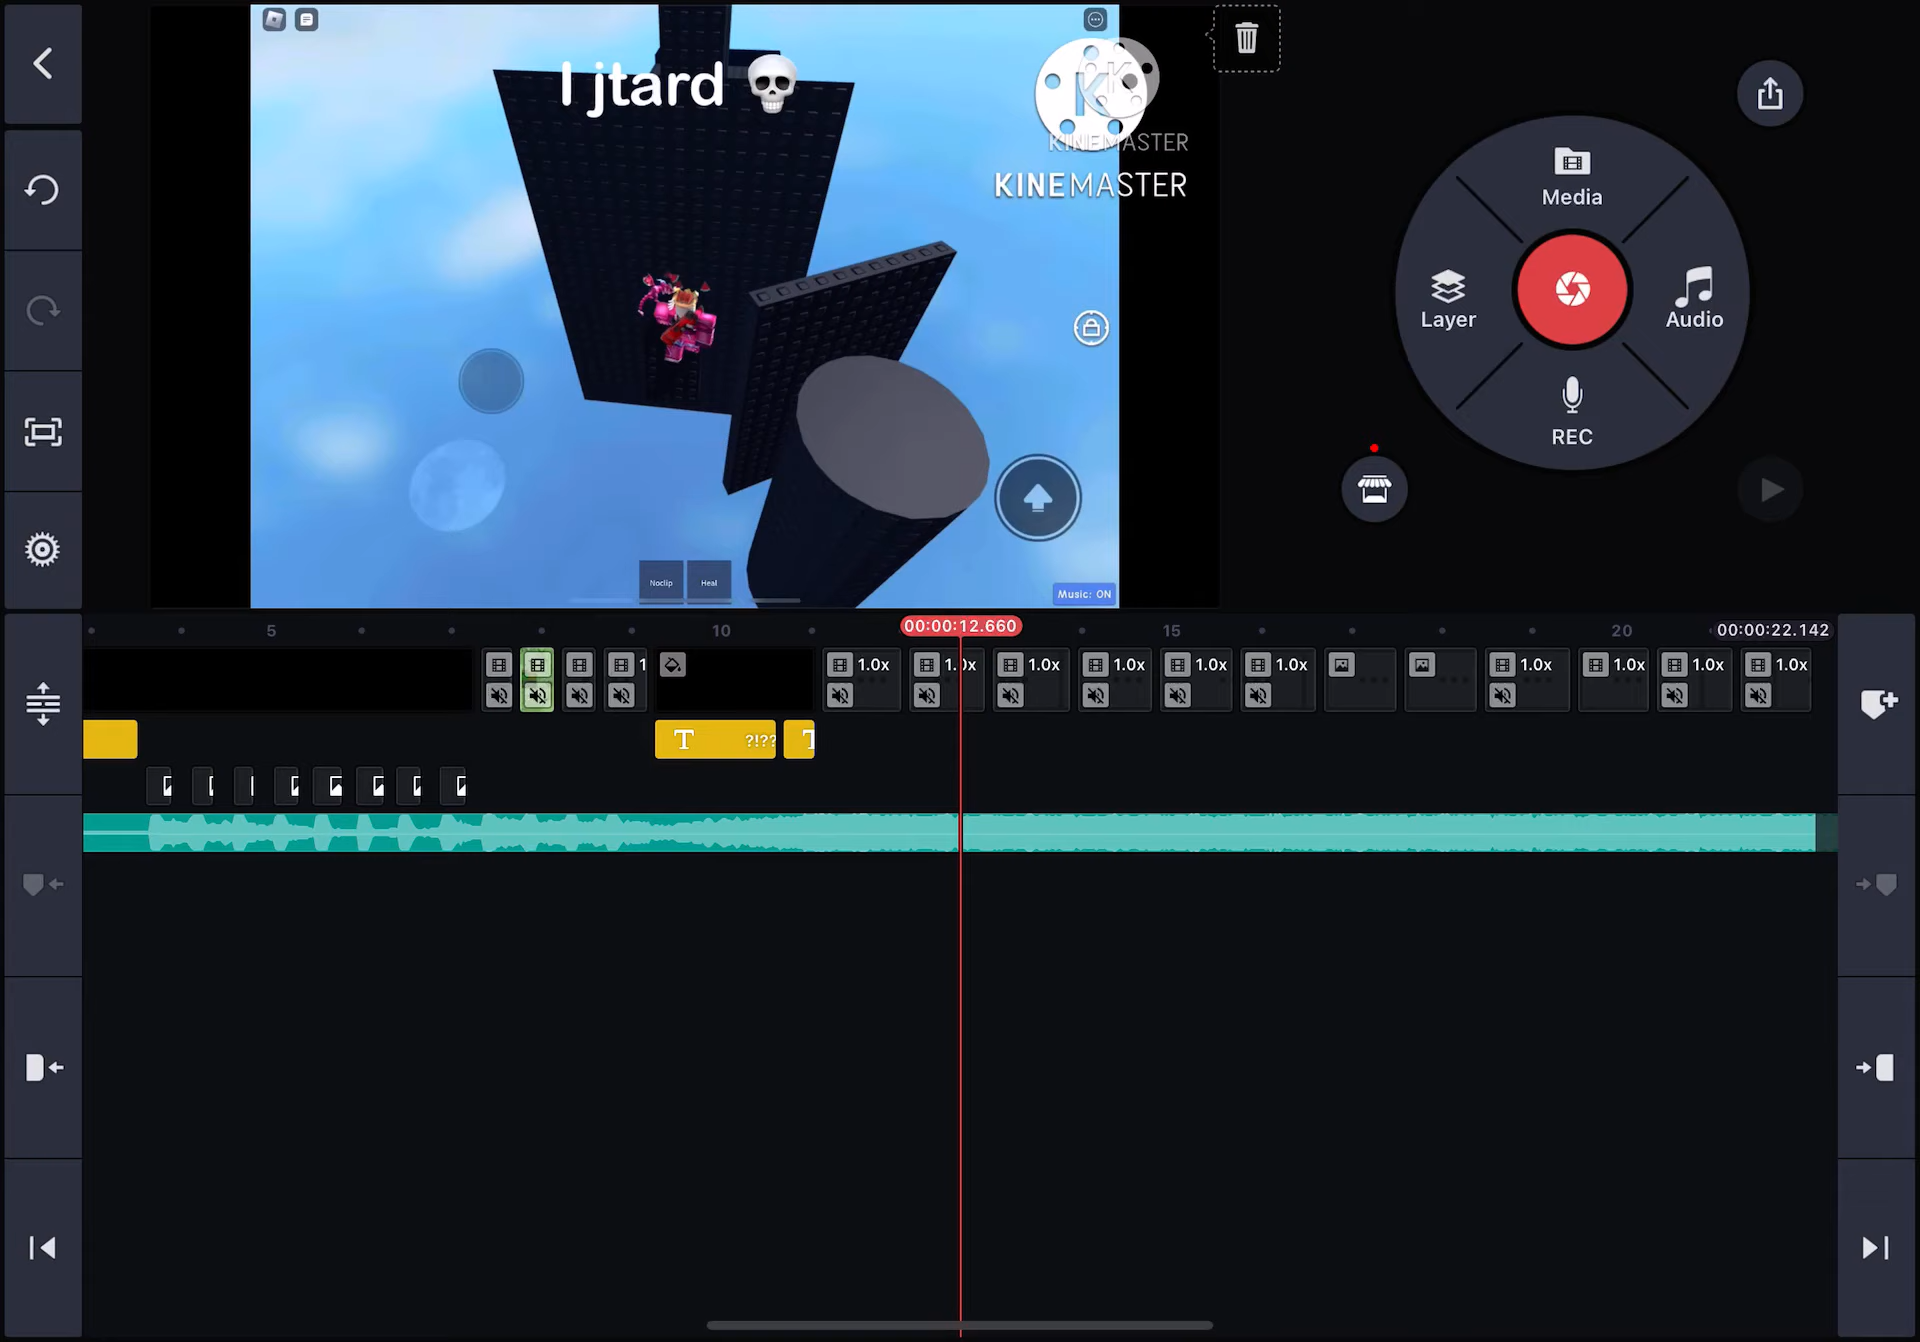 I jtard 💀
KINEMASTER
KINEMASTER
Noclip
Heal
Music: ON
Media
Layer
Audio
REC
5
10
00:00:12.660
15
20
00:00:22.142
1
1.0x
1.0x
1.0x
1.0x
1.0x
1.0x
1.0x
1.0x
1.0x
1.0x
T
?!??
T